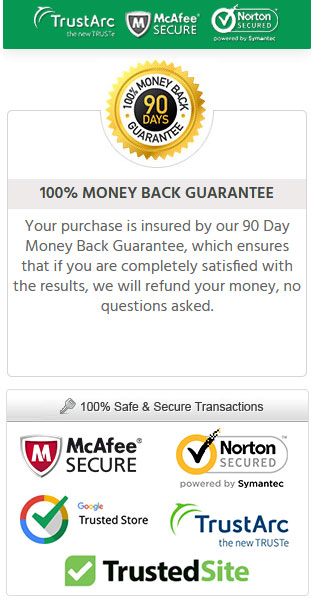 TrustArc
the new TRUSTe
McAfee®
SECURE
Norton
SECURED
powered by Symantec
100% MONEY BACK
90
DAYS
GUARANTEE
100% MONEY BACK GUARANTEE
Your purchase is insured by our 90 Day
Money Back Guarantee, which ensures
that if you are completely satisfied with
the results, we will refund your money, no
questions asked.
100% Safe & Secure Transactions
McAfee®
SECURE
Norton™
SECURED
powered by Symantec
Google
Trusted Store
TrustArc
the new TRUSTe
TrustedSite